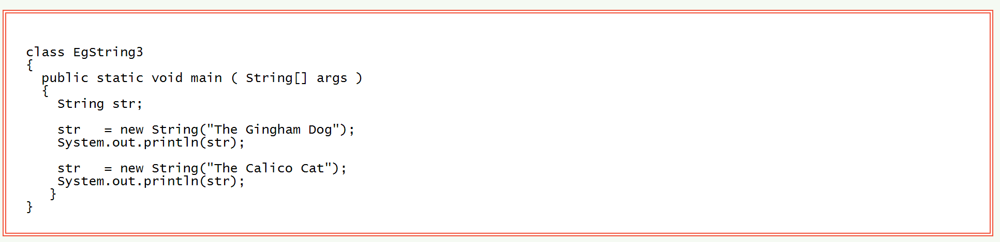 class EgString3
{
  public static void main ( String[] args )
  {
    String str;

    str   = new String("The Gingham Dog");
    System.out.println(str);

    str   = new String("The Calico Cat");
    System.out.println(str);
   }
}